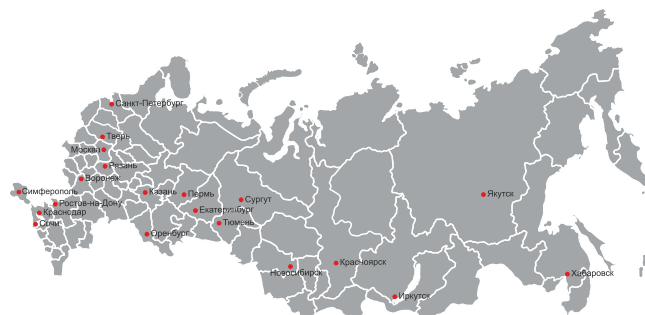 Санкт-Петербург
Тверь
Москва
Рязань
Воронеж
Симферополь
Казань
Пермь
Сургут
Якутск
Ростов-на-Дону
Краснодар
Екатеринбург
Сочи
Тюмень
Оренбург
Красноярск
Новосибирск
Хабаровск
Иркутск